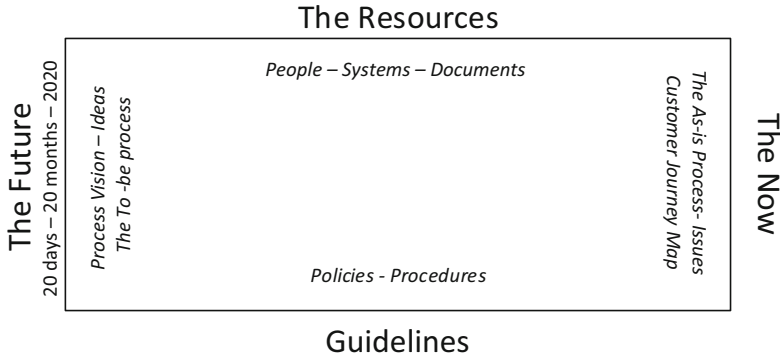 The Resources
People – Systems – Documents
The Future
20 days – 20 months – 2020
Process Vision – Ideas
The To -be process
The As-is Process- Issues
Customer Journey Map
The Now
Policies - Procedures
Guidelines